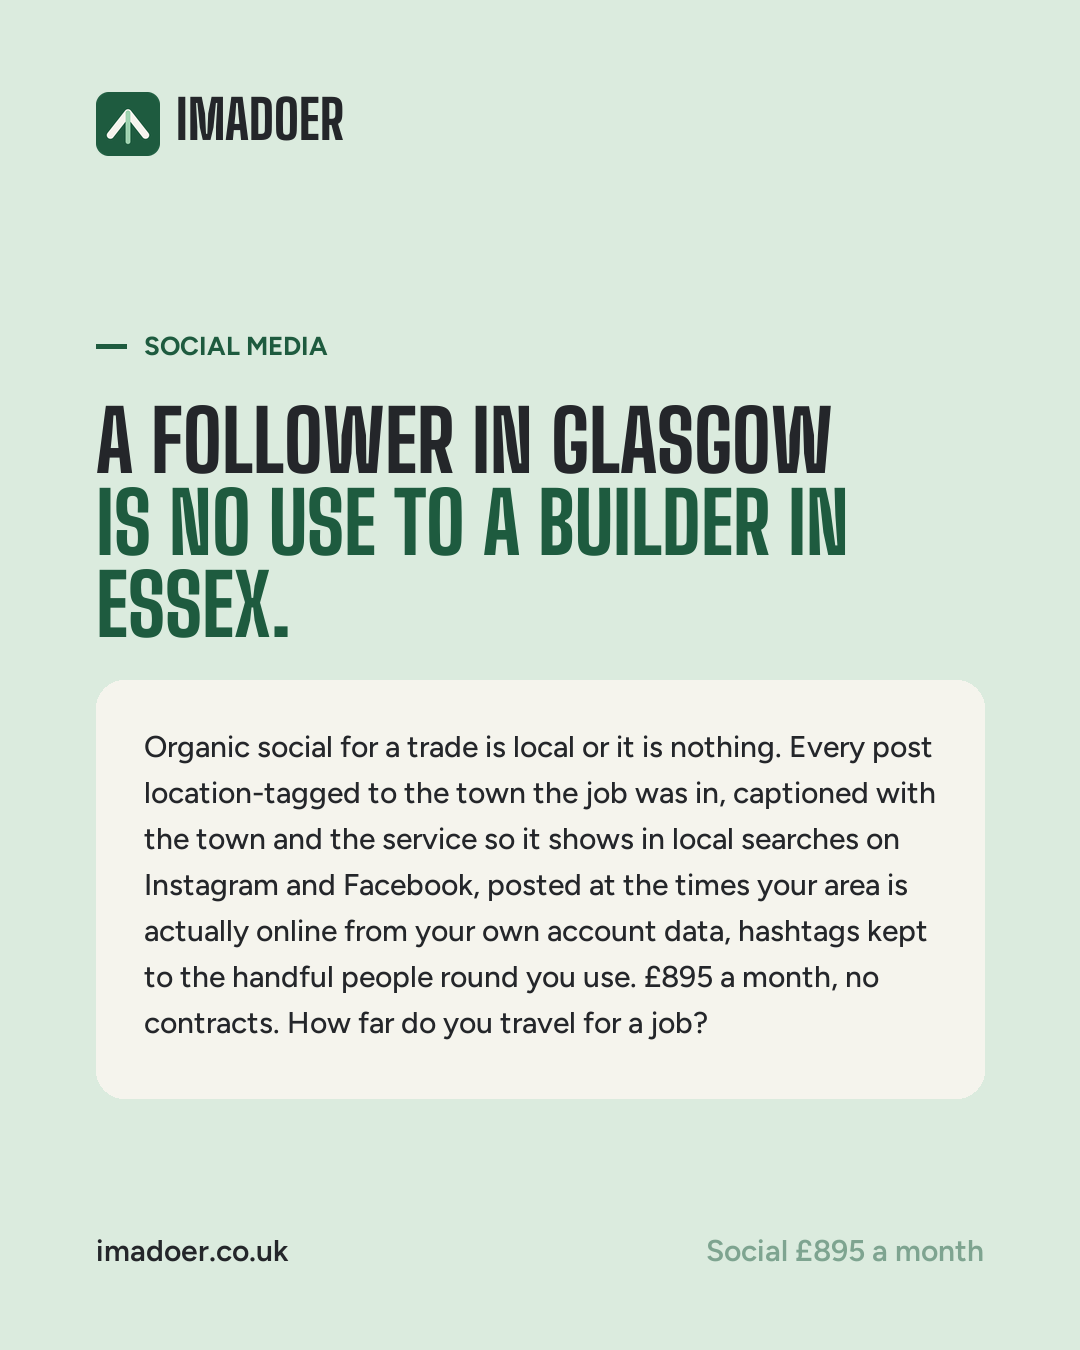 IMADOER
SOCIAL MEDIA
A FOLLOWER IN GLASGOW
IS NO USE TO A BUILDER IN
ESSEX.
Organic social for a trade is local or it is nothing. Every post
location-tagged to the town the job was in, captioned with
the town and the service so it shows in local searches on
Instagram and Facebook, posted at the times your area is
actually online from your own account data, hashtags kept
to the handful people round you use. £895 a month, no
contracts. How far do you travel for a job?
imadoer.co.uk
Social £895 a month